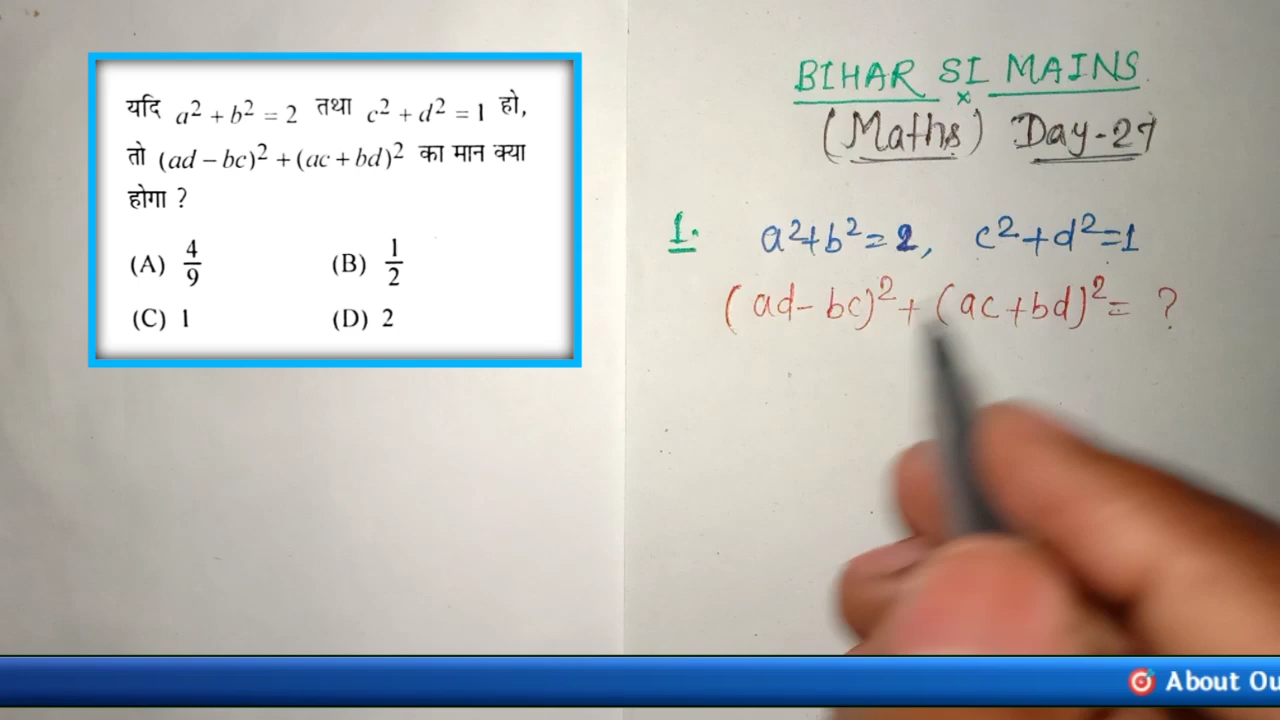 यदि a² + b² = 2 तथा c² + d² = 1 हो,
तो (ad − bc)² + (ac + bd)² का मान क्या
होगा ?
(A) 4/9 (B) 1/2
(C) 1 (D) 2
BIHAR SI MAINS
(Maths) Day-27
1. a²+b²=2, c²+d²=1
(ad-bc)²+(ac+bd)²= ?
About Ou